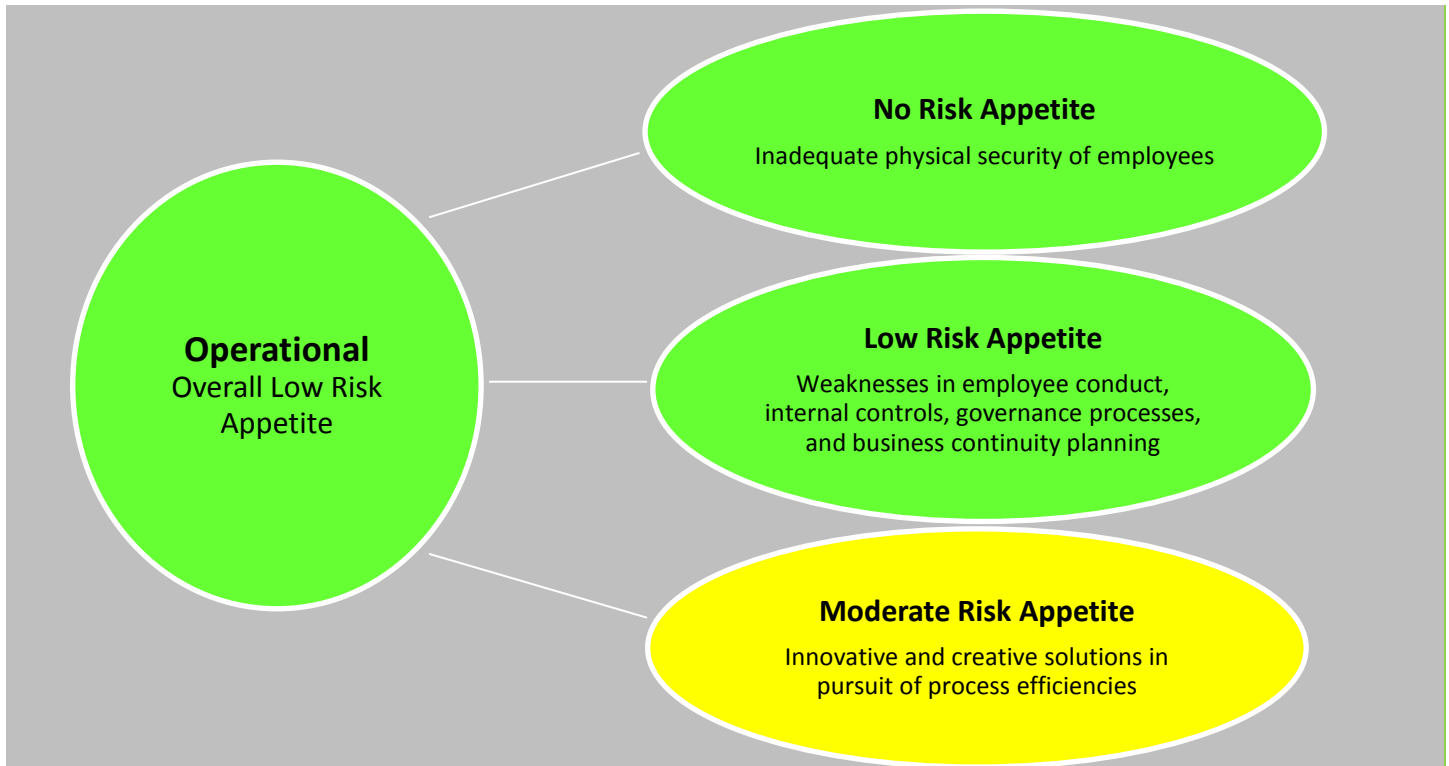 Operational
Overall Low Risk
Appetite
No Risk Appetite
Inadequate physical security of employees
Low Risk Appetite
Weaknesses in employee conduct,
internal controls, governance processes,
and business continuity planning
Moderate Risk Appetite
Innovative and creative solutions in
pursuit of process efficiencies